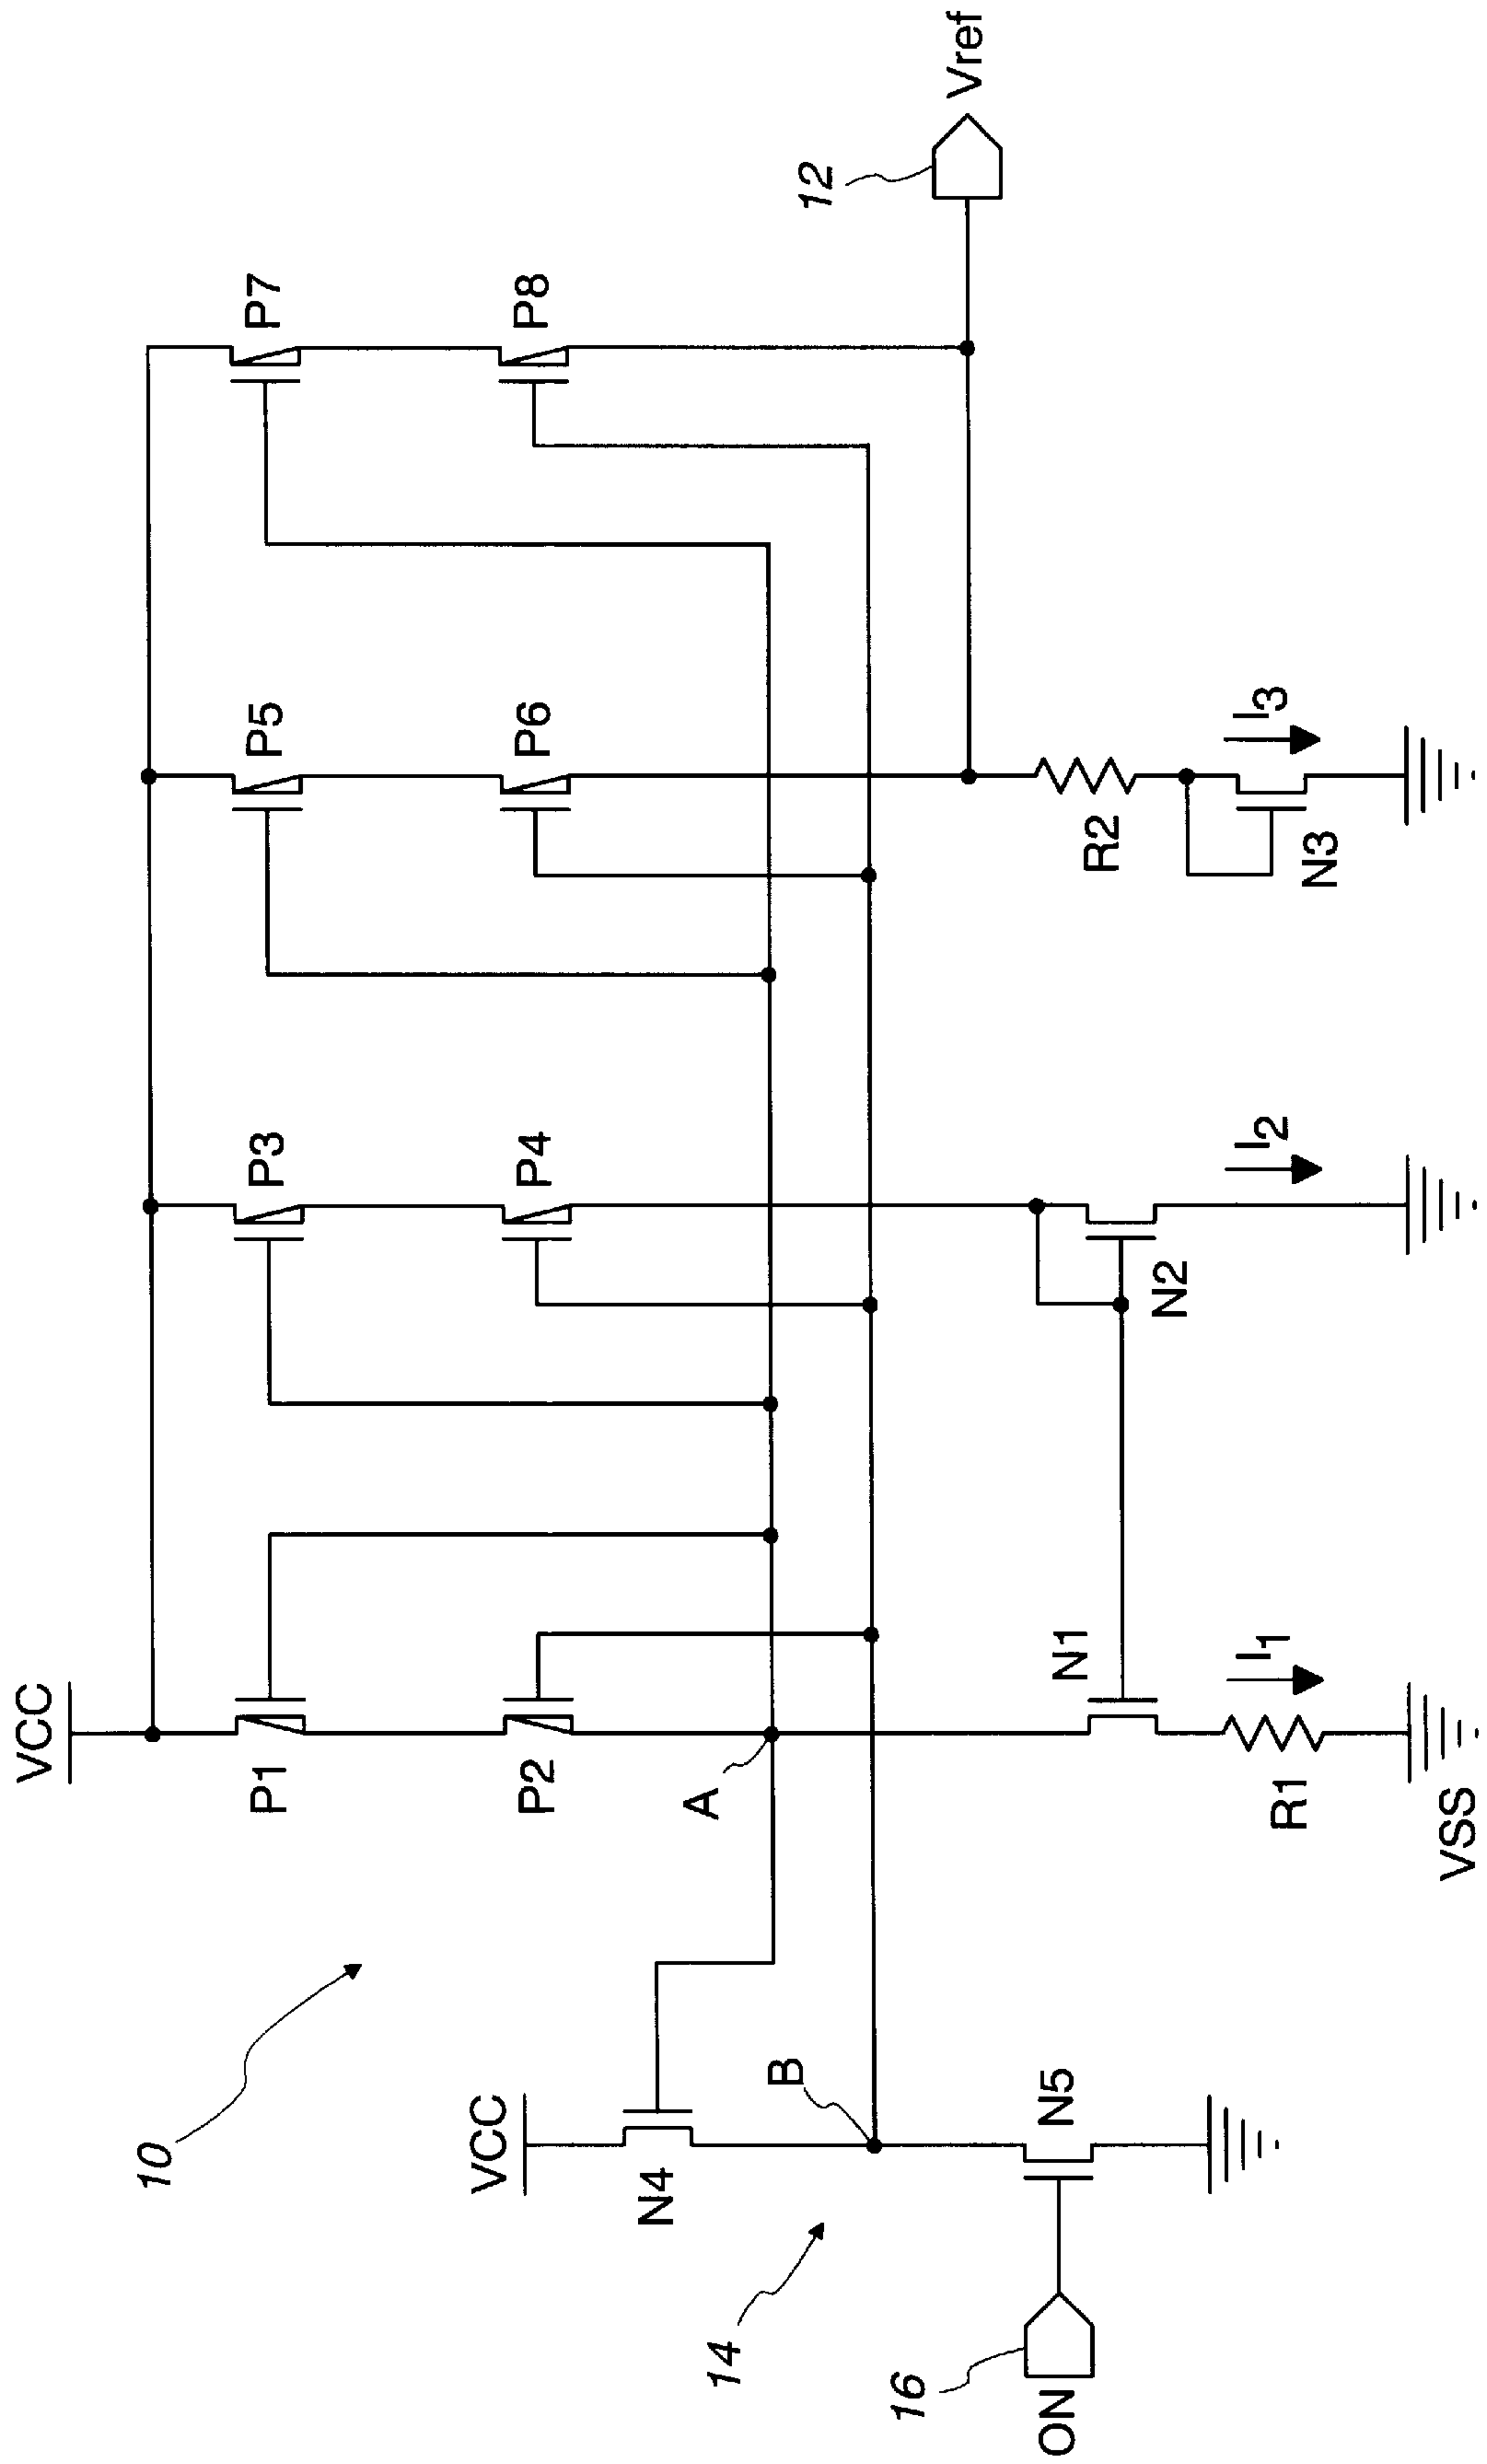 10
VCC
P1
P3
P5
P7
P2
P4
P6
P8
VCC
N4
A
14
B
12
Vref
16
ON
N5
N1
N2
R2
R1
I1
I2
N3
I3
VSS